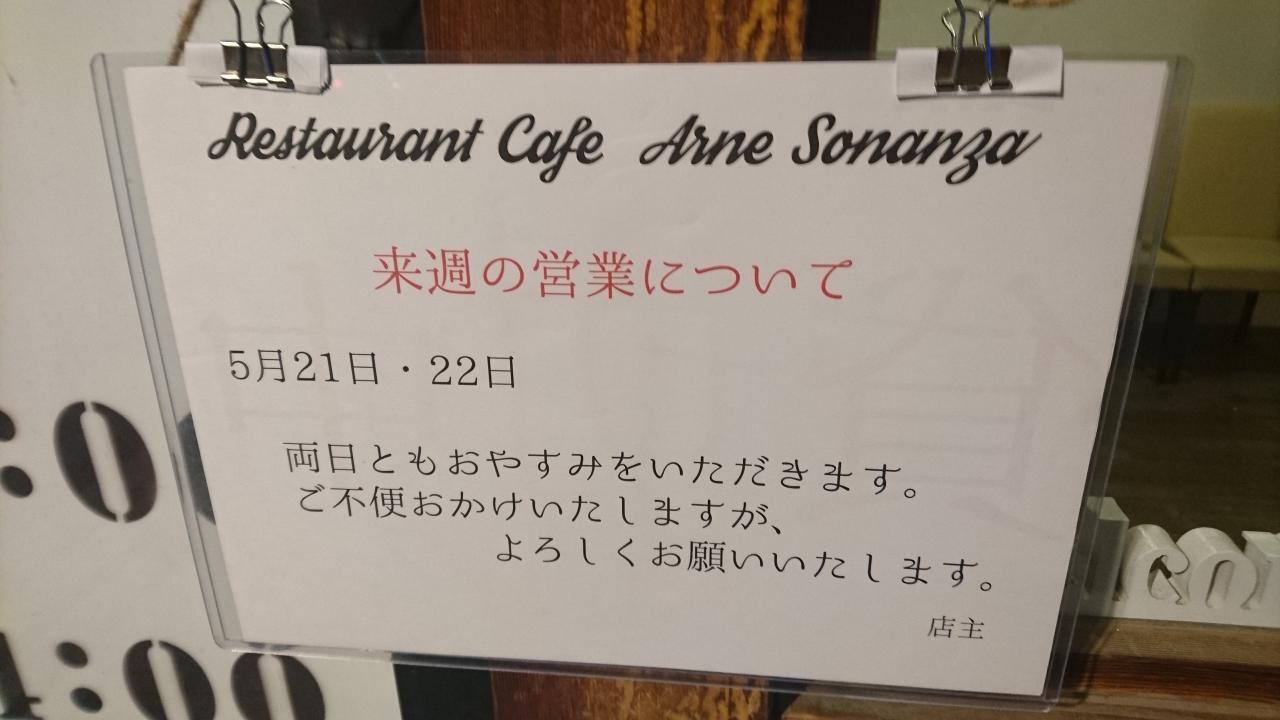 Restaurant Cafe Arne Sonanza
来週の営業について
5月21日・22日
両日ともおやすみをいただきます。
ご不便おかけいたしますが、
よろしくお願いいたします。
店主
:0
4:00